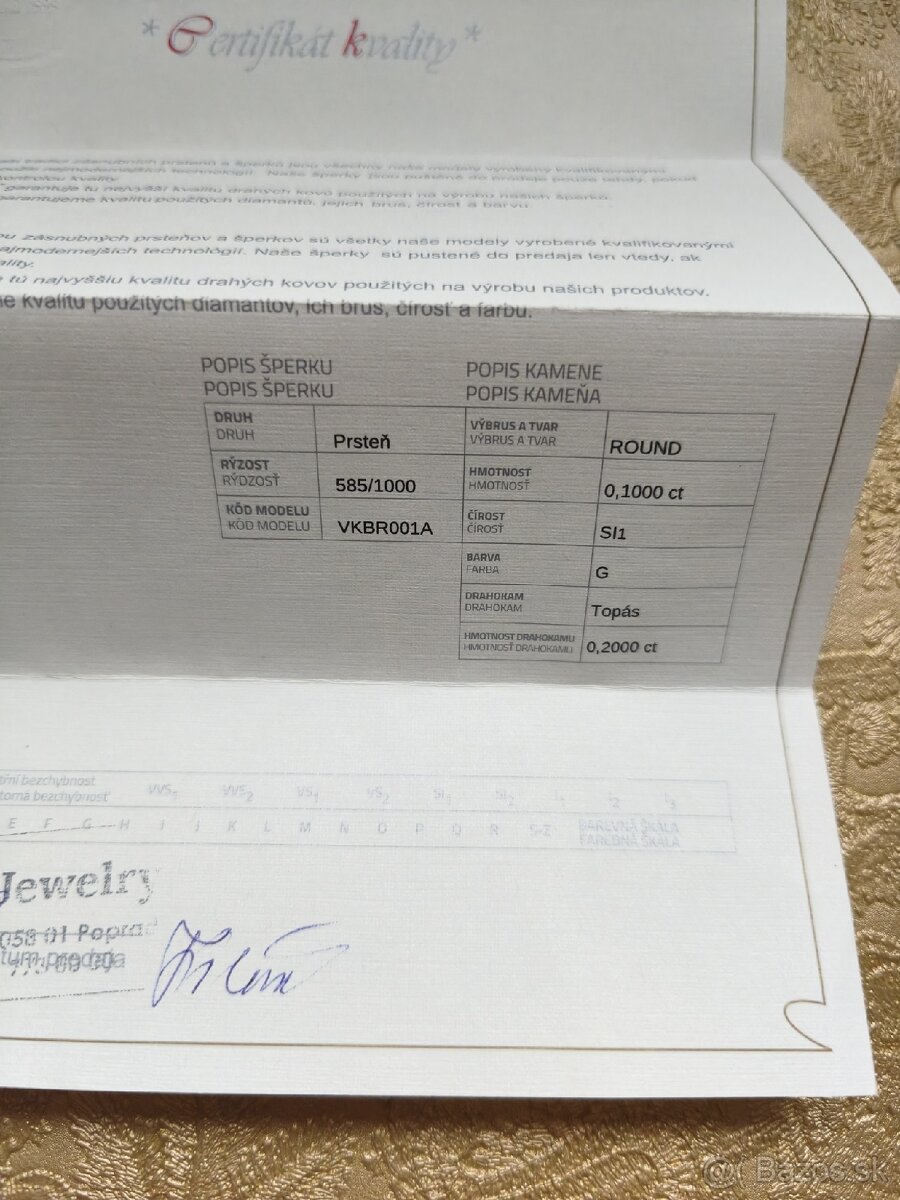 * Certifikát kvality *
zásnubných prsteňov a šperkov sú všetky naše modely vyrobené kvalifikovanými
technológií. Naše šperky sú pustené do predaja len vtedy, ak
tú najvyššiu kvalitu drahých kovov použitých na výrobu našich produktov.
kvalitu použitých diamantov, ich brus, čírosť a farbu.
POPIS ŠPERKU
POPIS ŠPERKU
DRUH
DRUH
Prsteň
RÝZOST
RÝDZOSŤ
585/1000
KÓD MODELU
KÓD MODELU
VKBR001A
POPIS KAMENE
POPIS KAMEŇA
VÝBRUS A TVAR
VÝBRUS A TVAR
ROUND
HMOTNOST
HMOTNOSŤ
0,1000 ct
ČÍROST
ČÍROSŤ
SI1
BARVA
FARBA
G
DRAHOKAM
DRAHOKAM
Topás
HMOTNOST DRAHOKAMU
HMOTNOSŤ DRAHOKAMU
0,2000 ct
bezchybnost
bezchybnosť
VVS1 VVS2 VS1 VS2 SI1 SI2 I1 I2 I3
E F G H I J K L M N O P Q R S-Z BAREVNÁ ŠKÁLA
FAREBNÁ ŠKÁLA
Jewelry
058 01 Poprad
predaja
@ Bazos.sk